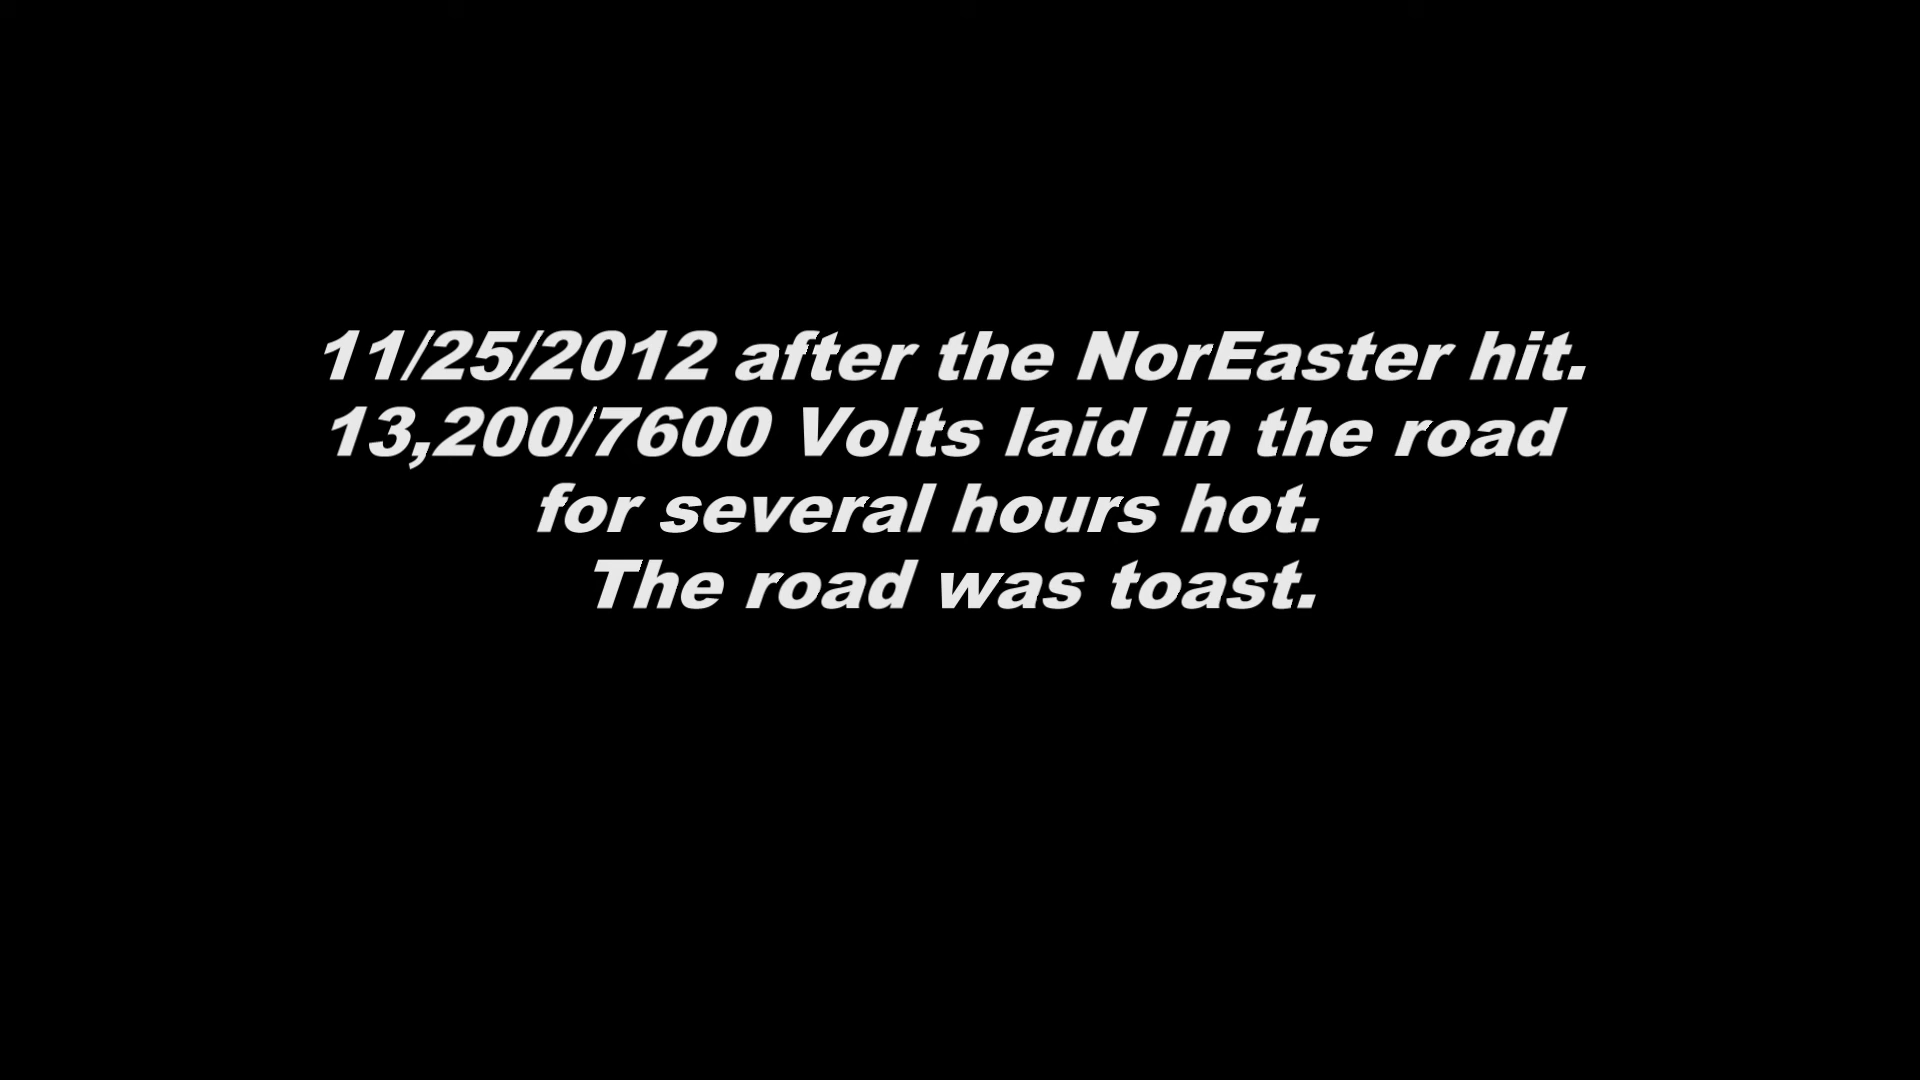 11/25/2012 after the NorEaster hit.
13,200/7600 Volts laid in the road
for several hours hot.
The road was toast.